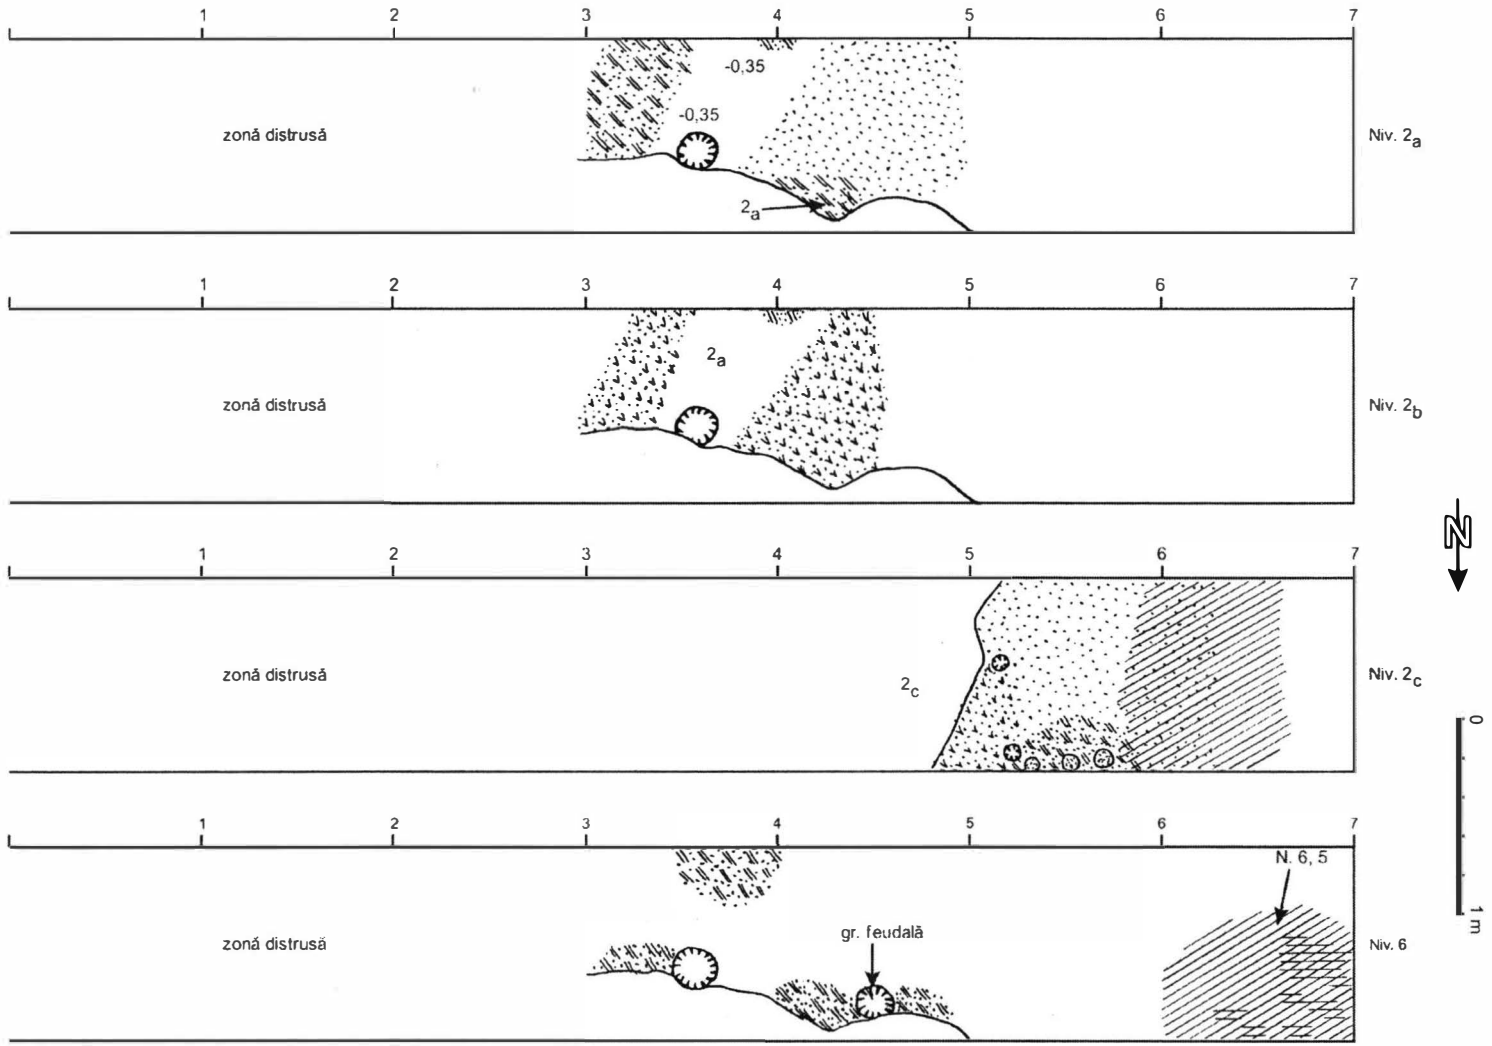 1 2 3 4 5 6 7
-0,35
-0,35
zonă distrusă
Niv. 2a
2a
1 2 3 4 5 6 7
2a
zonă distrusă
Niv. 2b
N
1 2 3 4 5 6 7
zonă distrusă
2c
Niv. 2c
0
1 m
1 2 3 4 5 6 7
N. 6, 5
gr. feudală
zonă distrusă
Niv. 6